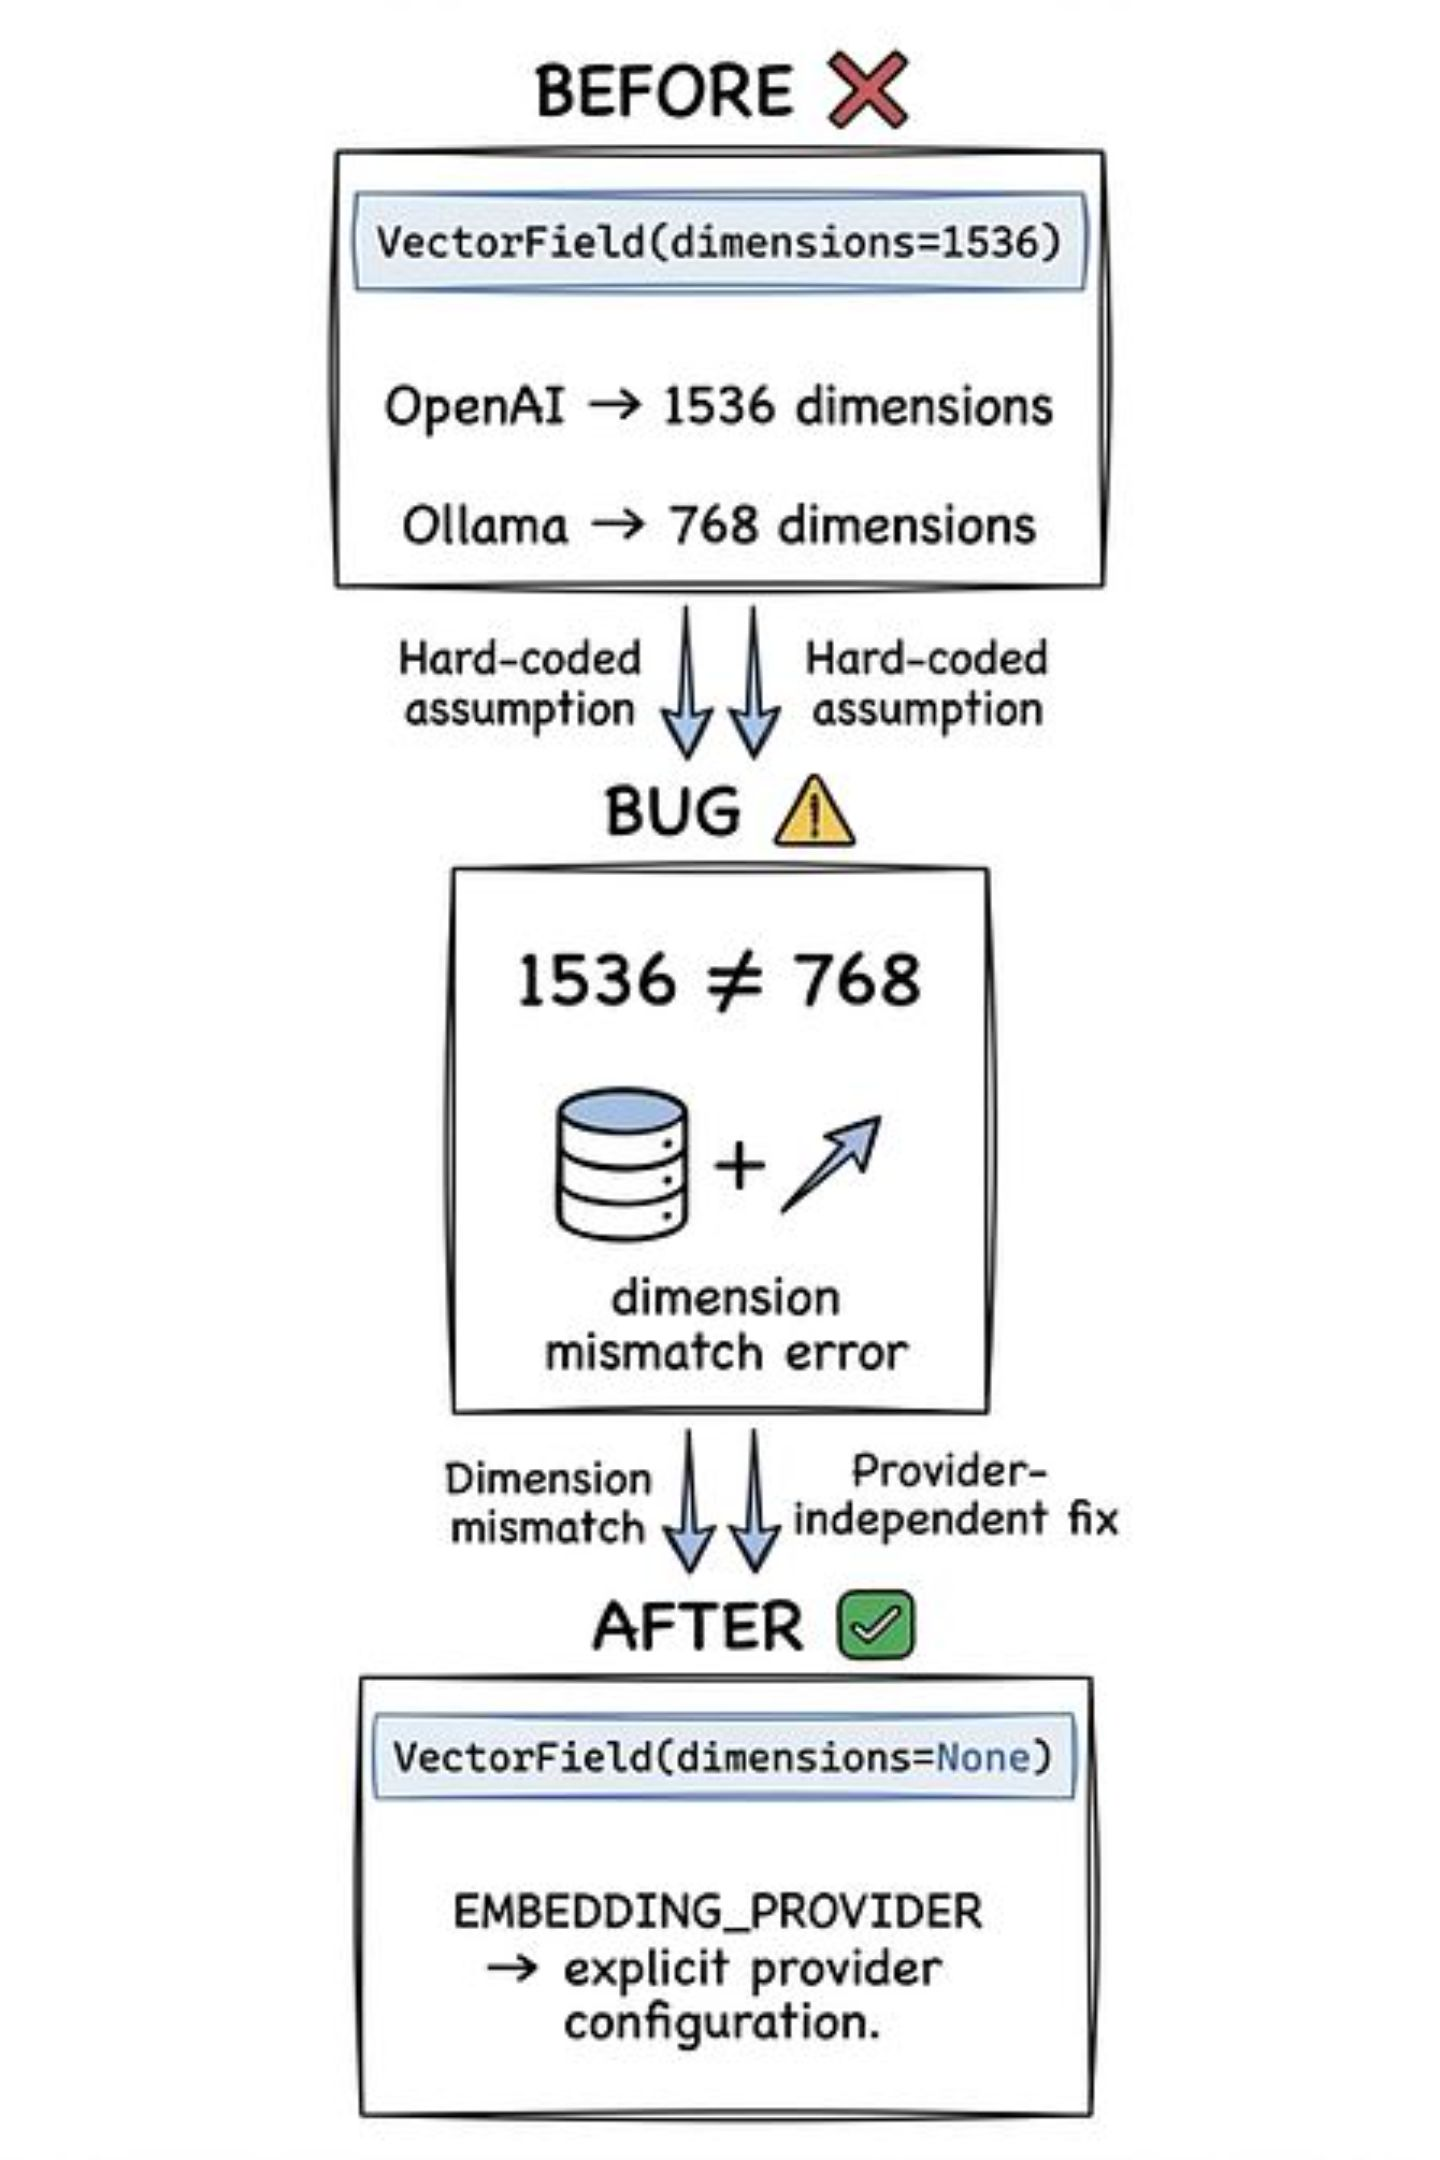 BEFORE ❌
VectorField(dimensions=1536)
OpenAI → 1536 dimensions
Ollama → 768 dimensions
Hard-coded
assumption
Hard-coded
assumption
BUG ⚠️
1536 ≠ 768
+
dimension
mismatch error
Dimension
mismatch
Provider-
independent fix
AFTER ✅
VectorField(dimensions=None)
EMBEDDING_PROVIDER
→ explicit provider
configuration.